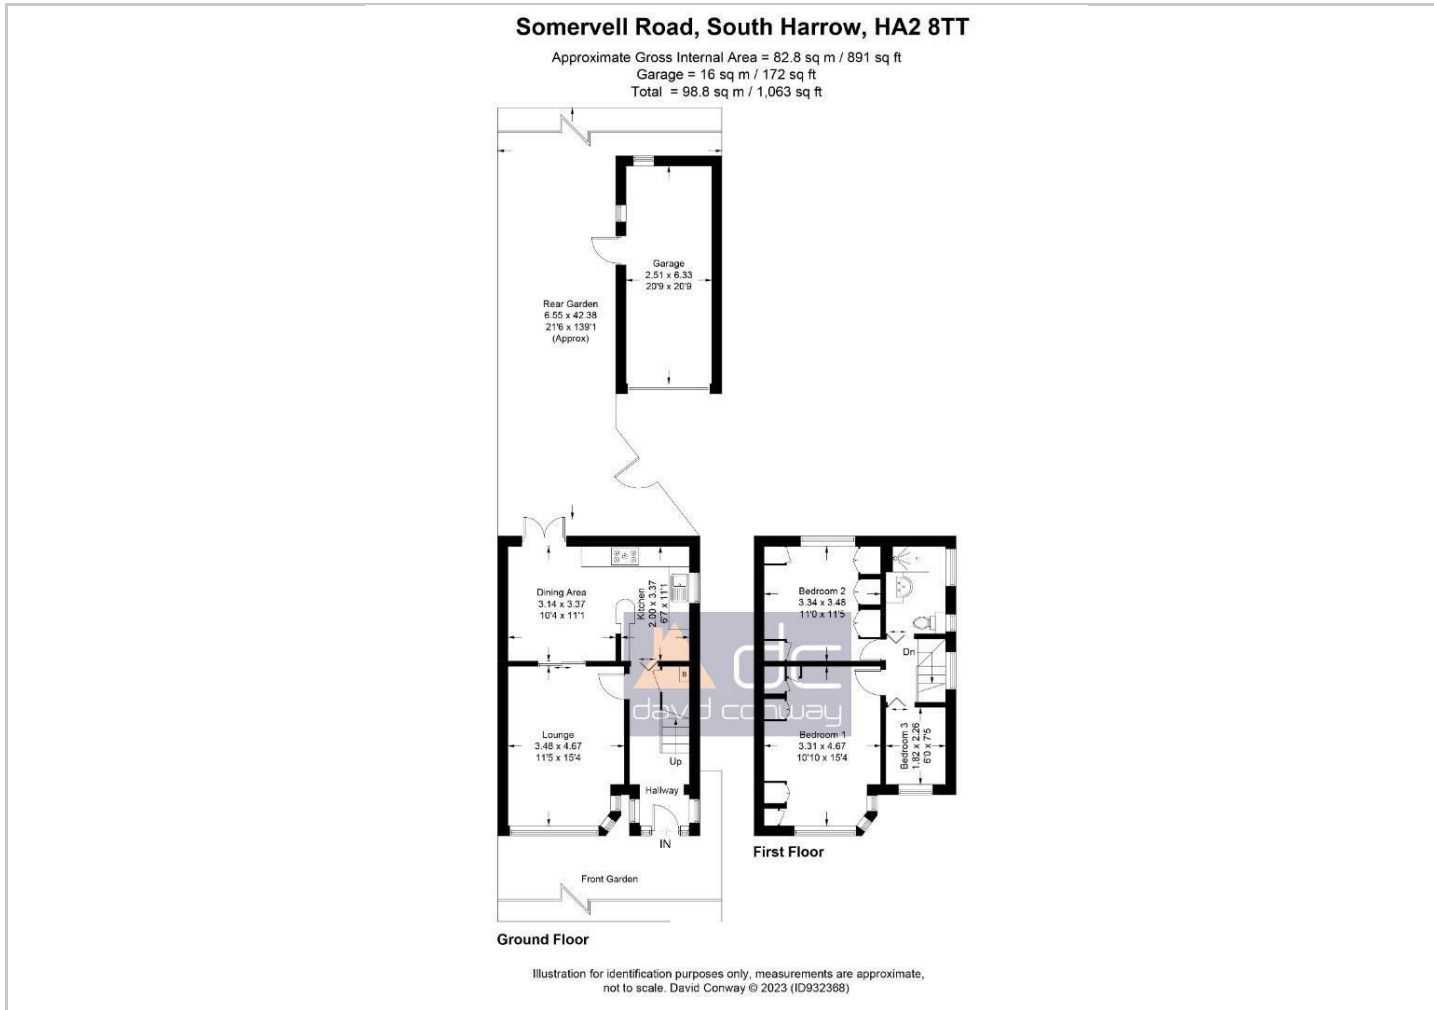 Somervell Road, South Harrow, HA2 8TT
Approximate Gross Internal Area = 82.8 sq m / 891 sq ft
Garage = 16 sq m / 172 sq ft
Total = 98.8 sq m / 1,063 sq ft
Garage
2.51 x 6.33
20'9 x 20'9
Rear Garden
6.55 x 42.38
21'6 x 139'1
(Approx)
Dining Area
3.14 x 3.37
10'4 x 11'1
Kitchen
2.00 x 3.37
6'7 x 11'1
B
Lounge
3.48 x 4.67
11'5 x 15'4
Up
Hallway
IN
Front Garden
Ground Floor
Bedroom 2
3.34 x 3.48
11'0 x 11'5
Dn
dc
david conway
Bedroom 1
3.31 x 4.67
10'10 x 15'4
Bedroom 3
1.82 x 2.26
6'0 x 7'5
First Floor
Illustration for identification purposes only, measurements are approximate,
not to scale. David Conway © 2023 (ID932368)